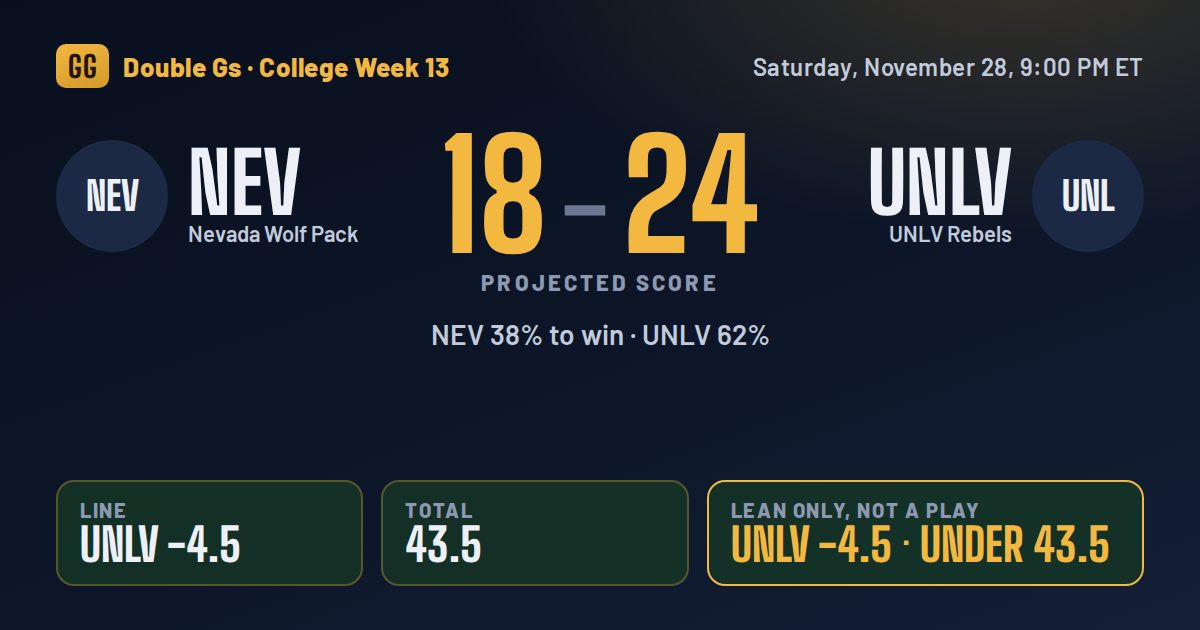 GG Double Gs · College Week 13
Saturday, November 28, 9:00 PM ET
NEV
NEV
Nevada Wolf Pack
18 – 24
PROJECTED SCORE
NEV 38% to win · UNLV 62%
UNLV
UNLV Rebels
UNL
LINE
UNLV −4.5
TOTAL
43.5
LEAN ONLY, NOT A PLAY
UNLV −4.5 · UNDER 43.5